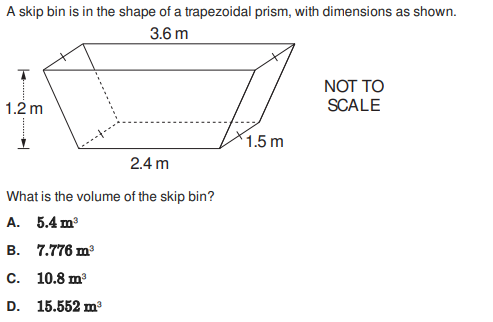 A skip bin is in the shape of a trapezoidal prism, with dimensions as shown.
3.6 m
NOT TO
SCALE
1.2 m
1.5 m
2.4 m
What is the volume of the skip bin?
A. 5.4 m³
B. 7.776 m³
C. 10.8 m³
D. 15.552 m³